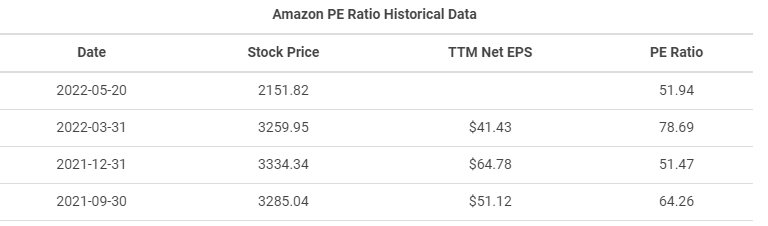 Amazon PE Ratio Historical Data
Date Stock Price TTM Net EPS PE Ratio
2022-05-20 2151.82 51.94
2022-03-31 3259.95 $41.43 78.69
2021-12-31 3334.34 $64.78 51.47
2021-09-30 3285.04 $51.12 64.26